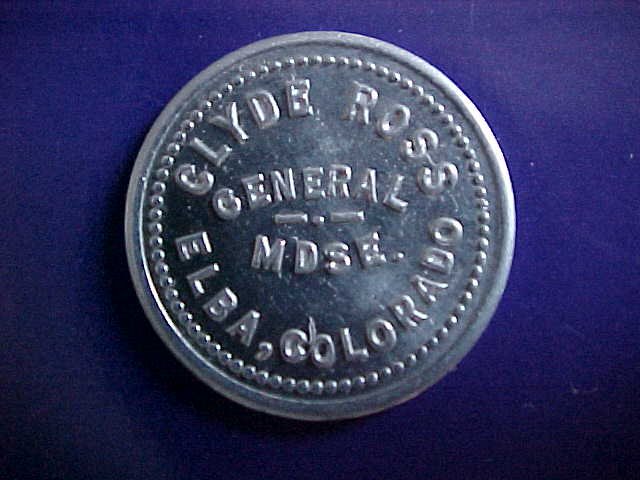 CLYDE ROSS
GENERAL
MDSE.
ELBA, COLORADO